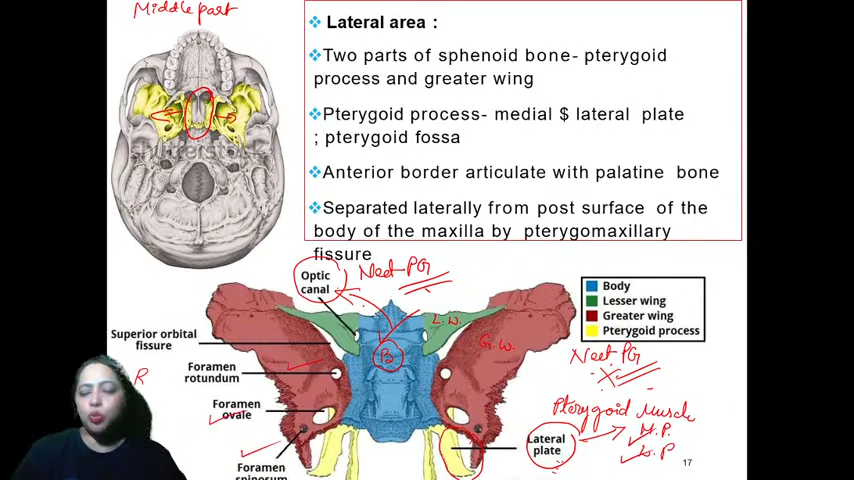 Middle part
Lateral area :
Two parts of sphenoid bone- pterygoid
process and greater wing
Pterygoid process- medial $ lateral plate
; pterygoid fossa
Anterior border articulate with palatine bone
Separated laterally from post surface of the
body of the maxilla by pterygomaxillary
fissure
Optic
canal
Neet-PG
L.W.
G.W.
B
Superior orbital
fissure
Foramen
rotundum
R
Foramen
ovale
Foramen
spinosum
Body
Lesser wing
Greater wing
Pterygoid process
Neet PG
Pterygoid Muscle
M.P.
L.P
Lateral
plate
17